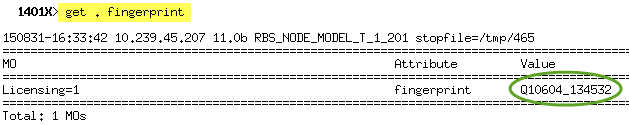 1401X> get . fingerprint
150831-16:33:42 10.239.45.207 11.0b RBS_NODE_MODEL_T_1_201 stopfile=/tmp/465
=================================================================================
MO Attribute Value
=================================================================================
Licensing=1 fingerprint Q10604_134532
=================================================================================
Total: 1 MOs